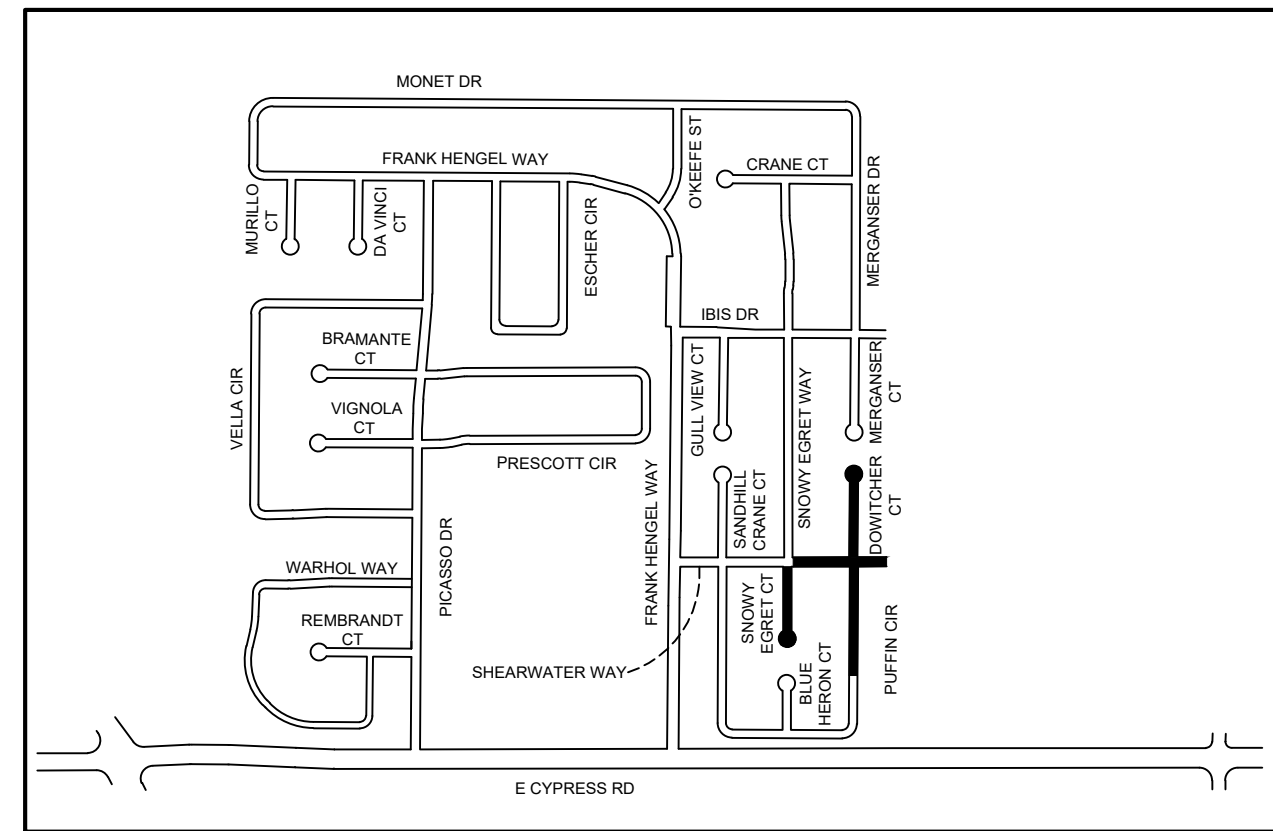 MONET DR
FRANK HENGEL WAY
O'KEEFE ST
CRANE CT
MERGANSER DR
MURILLO
CT
DA VINCI
CT
ESCHER CIR
IBIS DR
BRAMANTE
CT
VELLA CIR
VIGNOLA
CT
PRESCOTT CIR
GULL VIEW CT
SNOWY EGRET WAY
MERGANSER
CT
SANDHILL
CRANE CT
DOWITCHER
CT
PICASSO DR
FRANK HENGEL WAY
WARHOL WAY
REMBRANDT
CT
SNOWY
EGRET CT
SHEARWATER WAY
BLUE
HERON CT
PUFFIN CIR
E CYPRESS RD